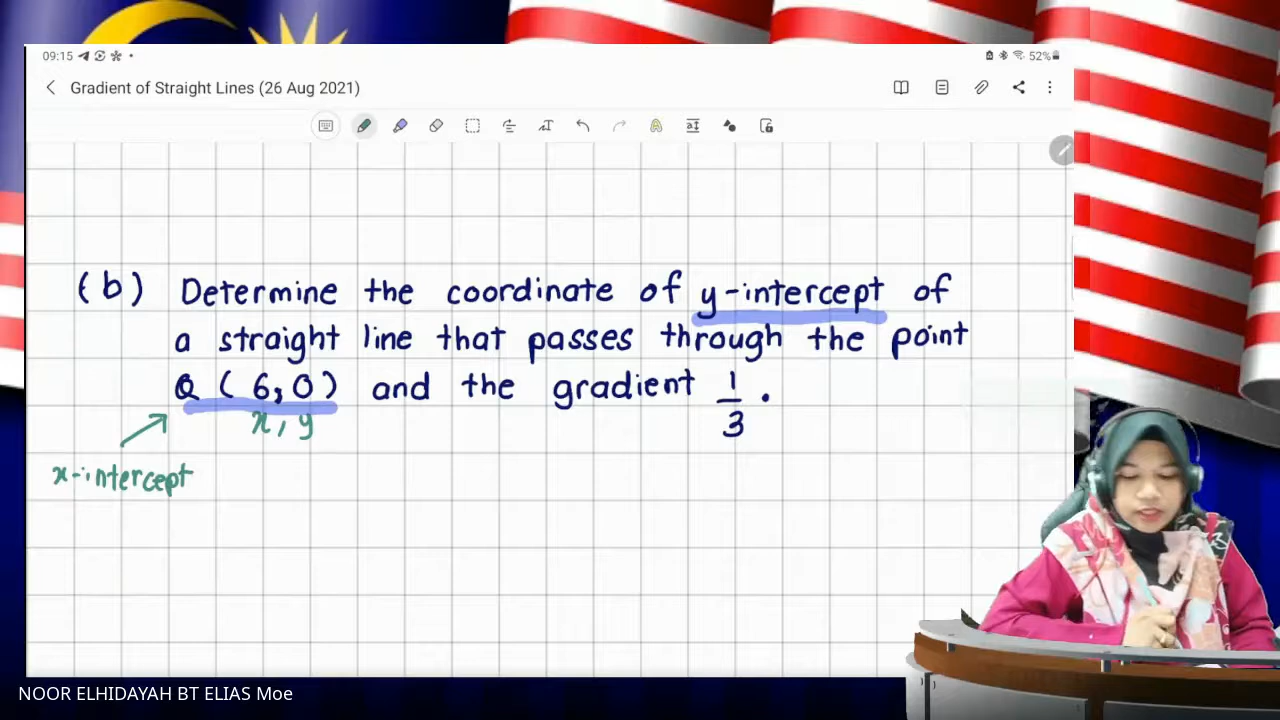 09:15
52%
Gradient of Straight Lines (26 Aug 2021)
(b) Determine the coordinate of y-intercept of
a straight line that passes through the point
Q (6,0) and the gradient 1/3.
x, y
x-intercept
NOOR ELHIDAYAH BT ELIAS Moe